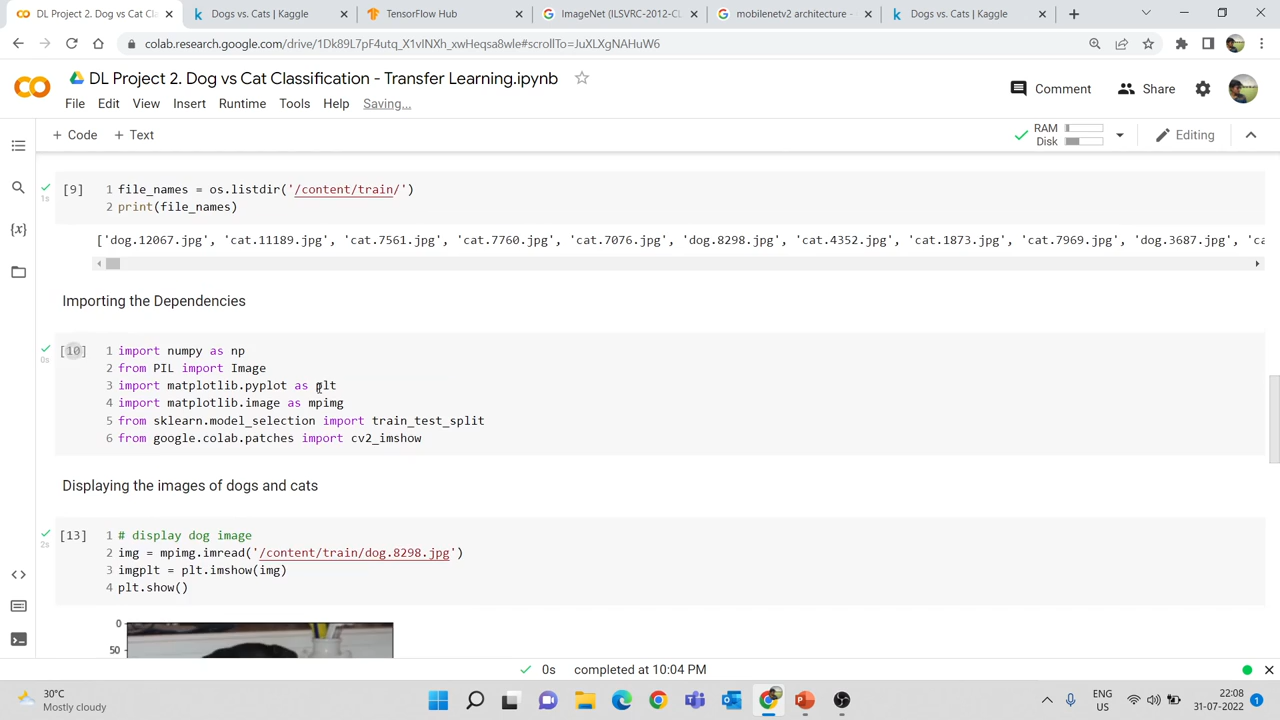 DL Project 2. Dog vs Cat Cl
Dogs vs. Cats | Kaggle
TensorFlow Hub
ImageNet (ILSVRC-2012-CL
mobilenetv2 architecture -
Dogs vs. Cats | Kaggle
colab.research.google.com/drive/1Dk89L7pF4utq_X1vINXh_xwHeqsa8wle#scrollTo=JuXLXgNAHuW6
DL Project 2. Dog vs Cat Classification - Transfer Learning.ipynb
Comment
Share
File Edit View Insert Runtime Tools Help Saving...
+ Code + Text
RAM
Disk
Editing
[9] 1 file_names = os.listdir('/content/train/')
1s
2 print(file_names)
['dog.12067.jpg', 'cat.11189.jpg', 'cat.7561.jpg', 'cat.7760.jpg', 'cat.7076.jpg', 'dog.8298.jpg', 'cat.4352.jpg', 'cat.1873.jpg', 'cat.7969.jpg', 'dog.3687.jpg', 'ca
Importing the Dependencies
[10] 1 import numpy as np
0s
2 from PIL import Image
3 import matplotlib.pyplot as plt
4 import matplotlib.image as mpimg
5 from sklearn.model_selection import train_test_split
6 from google.colab.patches import cv2_imshow
Displaying the images of dogs and cats
[13] 1 # display dog image
2s
2 img = mpimg.imread('/content/train/dog.8298.jpg')
3 imgplt = plt.imshow(img)
4 plt.show()
0
50
0s completed at 10:04 PM
30°C
Mostly cloudy
ENG
US
22:08
31-07-2022
1